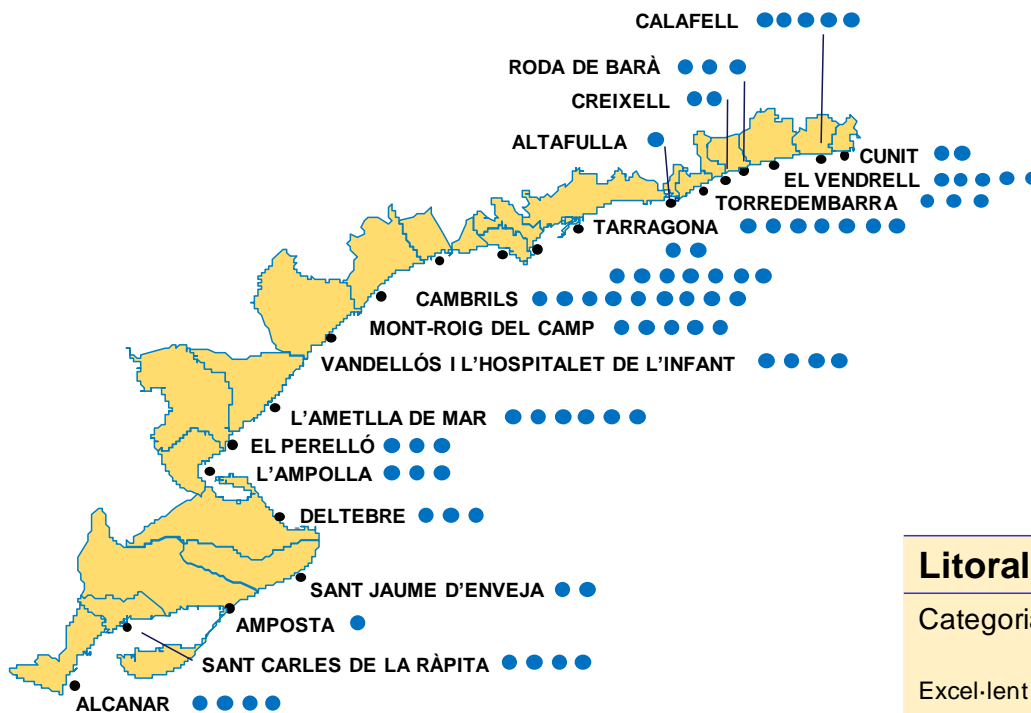 CALAFELL
RODA DE BARÀ
CREIXELL
ALTAFULLA
CUNIT
EL VENDRELL
TORREDEMBARRA
TARRAGONA
CAMBRILS
MONT-ROIG DEL CAMP
VANDELLÓS I L'HOSPITALET DE L'INFANT
L'AMETLLA DE MAR
EL PERELLÓ
L'AMPOLLA
DELTEBRE
SANT JAUME D'ENVEJA
AMPOSTA
SANT CARLES DE LA RÀPITA
ALCANAR
Litoral
Categoria
Excel·lent